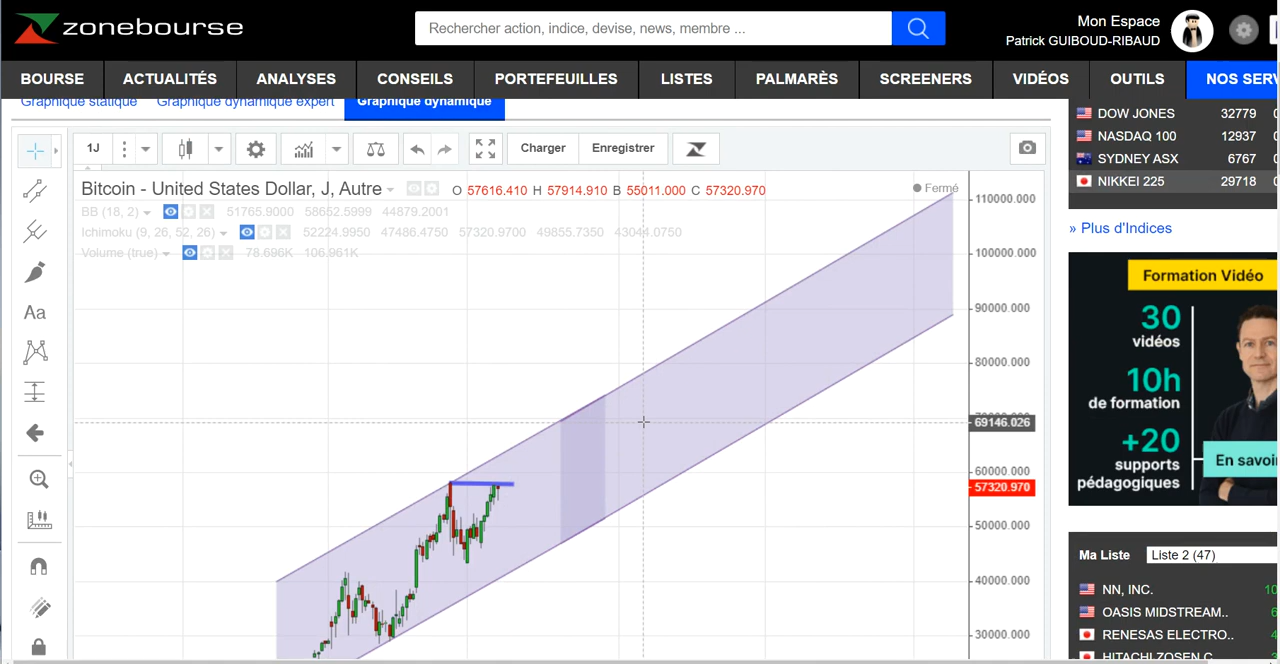 zonebourse
Rechercher action, indice, devise, news, membre ...
Mon Espace
Patrick GUIBOUD-RIBAUD
BOURSE ACTUALITÉS ANALYSES CONSEILS PORTEFEUILLES LISTES PALMARÈS SCREENERS VIDÉOS OUTILS NOS SERV
Graphique statique Graphique dynamique expert Graphique dynamique
1J Charger Enregistrer
Bitcoin - United States Dollar, J, Autre O 57616.410 H 57914.910 B 55011.000 C 57320.970
Fermé
BB (18, 2) 51765.9000 58652.5999 44879.2001
Ichimoku (9, 26, 52, 26) 52224.9950 47486.4750 57320.9700 49855.7350 43044.0750
Volume (true) 78.696K 106.961K
110000.000
100000.000
90000.000
80000.000
69146.026
60000.000
57320.970
50000.000
40000.000
30000.000
Aa
DOW JONES 32779
NASDAQ 100 12937
SYDNEY ASX 6767
NIKKEI 225 29718
» Plus d'Indices
Formation Vidéo
30
vidéos
10h
de formation
+20
supports
pédagogiques
En savoi
Ma Liste Liste 2 (47)
NN, INC. 10
OASIS MIDSTREAM.. 6
RENESAS ELECTRO.. 4
HITACHI ZOSEN C